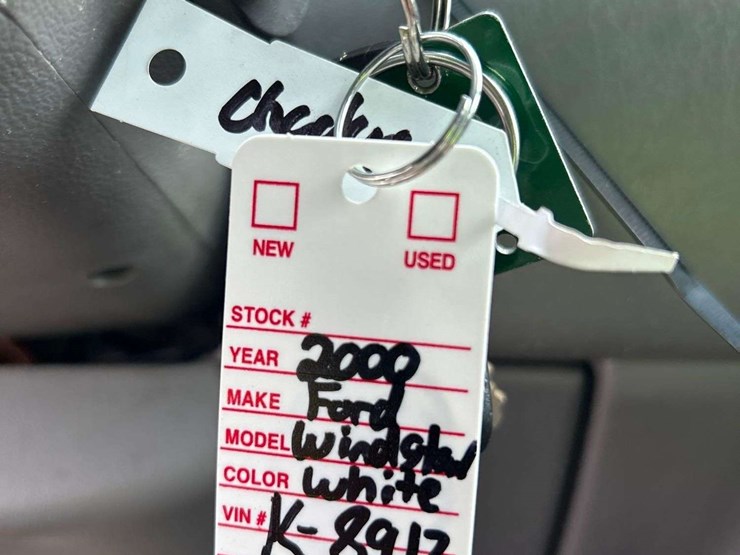 NEW USED
STOCK #
YEAR 2000
MAKE Ford
MODEL Windstar
COLOR white
VIN # K-8912